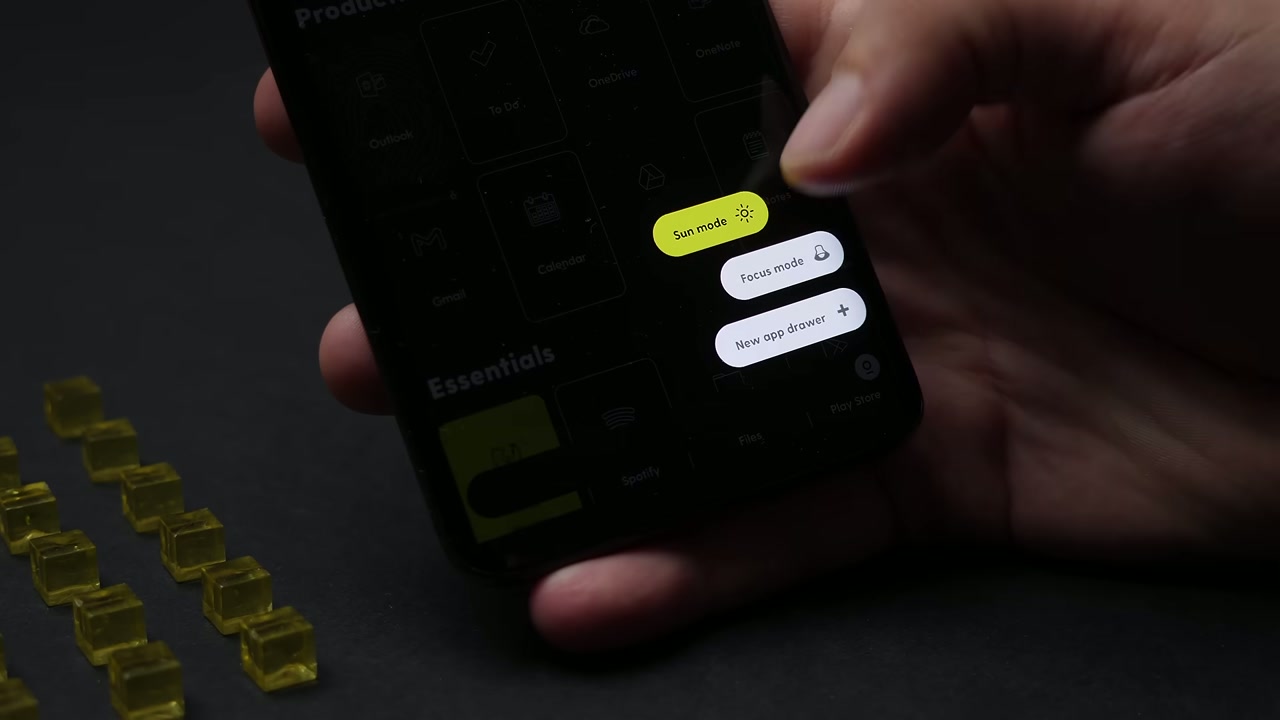 Product
OneNote
OneDrive
To Do
Outlook
Sun mode
Focus mode
Calendar
Gmail
New app drawer
Essentials
Play Store
Files
Spotify